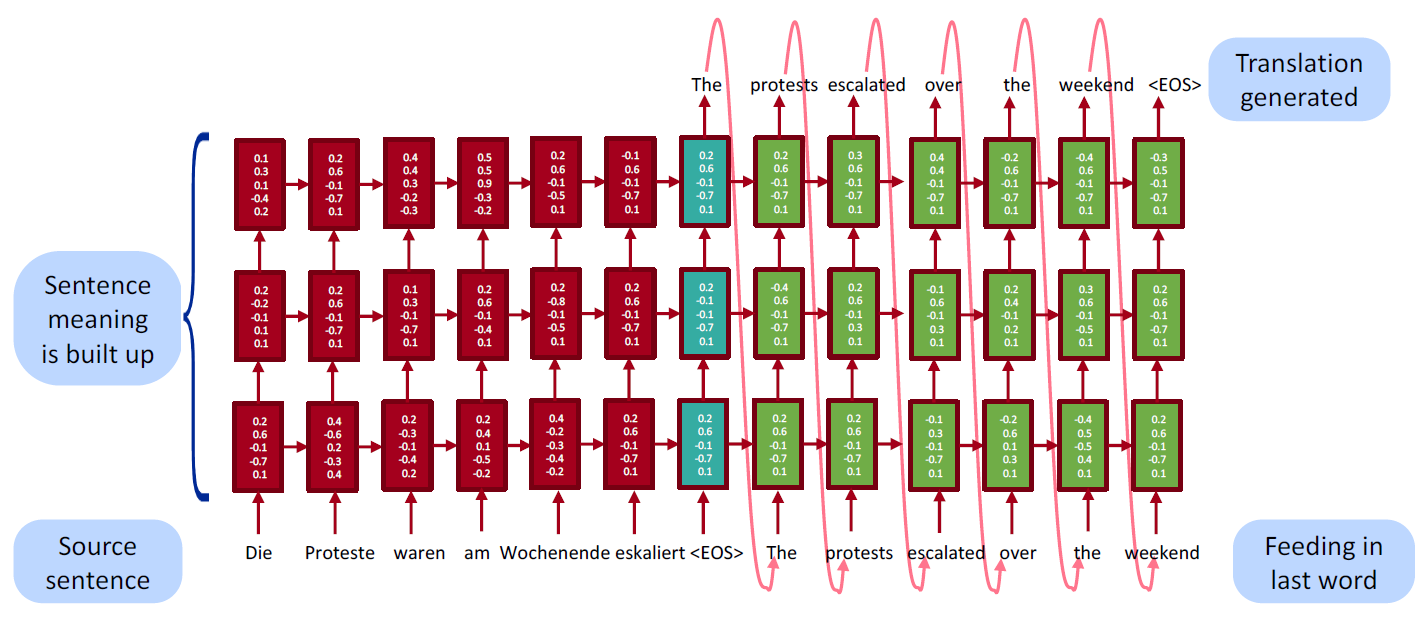 The protests escalated over the weekend <EOS>
Translation
generated
0.1 0.2 0.4 0.5 0.2 -0.1 0.2 0.2 0.3 0.4 -0.2 -0.4 -0.3
0.3 0.6 0.4 0.5 0.6 0.6 0.6 0.6 0.6 0.4 0.6 0.6 0.5
0.1 -0.1 0.3 0.9 -0.1 -0.1 -0.1 -0.1 -0.1 -0.1 -0.1 -0.1 -0.1
-0.4 -0.7 -0.2 -0.3 -0.5 -0.7 -0.7 -0.7 -0.7 -0.7 -0.7 -0.7 -0.7
0.2 0.1 -0.3 -0.2 0.1 0.1 0.1 0.1 0.1 0.1 0.1 0.1 0.1
Sentence
meaning
is built up
0.2 0.2 0.1 0.2 0.2 0.2 0.2 -0.4 0.2 -0.1 0.2 0.3 0.2
-0.2 0.6 0.3 0.6 -0.8 0.6 -0.1 0.6 0.6 0.6 0.4 0.6 0.6
-0.1 -0.1 -0.1 -0.1 -0.1 -0.1 -0.1 -0.1 -0.1 -0.1 -0.1 -0.1 -0.1
0.1 -0.7 -0.7 -0.4 -0.5 -0.7 -0.7 -0.7 0.3 0.3 0.2 -0.5 -0.7
0.1 0.1 0.1 0.1 0.1 0.1 0.1 0.1 0.1 0.1 0.1 0.1 0.1
0.2 0.4 0.2 0.2 0.4 0.2 0.2 0.2 0.2 -0.1 -0.2 -0.4 0.2
0.6 -0.6 -0.3 0.4 -0.2 0.6 0.6 0.6 0.6 0.3 0.6 0.5 0.6
-0.1 0.2 -0.1 0.1 -0.3 -0.1 -0.1 -0.1 -0.1 -0.1 0.1 -0.5 -0.1
-0.7 -0.3 -0.4 -0.5 -0.4 -0.7 -0.7 -0.7 -0.7 -0.7 0.3 0.4 -0.7
0.1 0.4 0.2 -0.2 -0.2 0.1 0.1 0.1 0.1 0.1 0.1 0.1 0.1
Source
sentence
Die Proteste waren am Wochenende eskaliert <EOS> The protests escalated over the weekend
Feeding in
last word